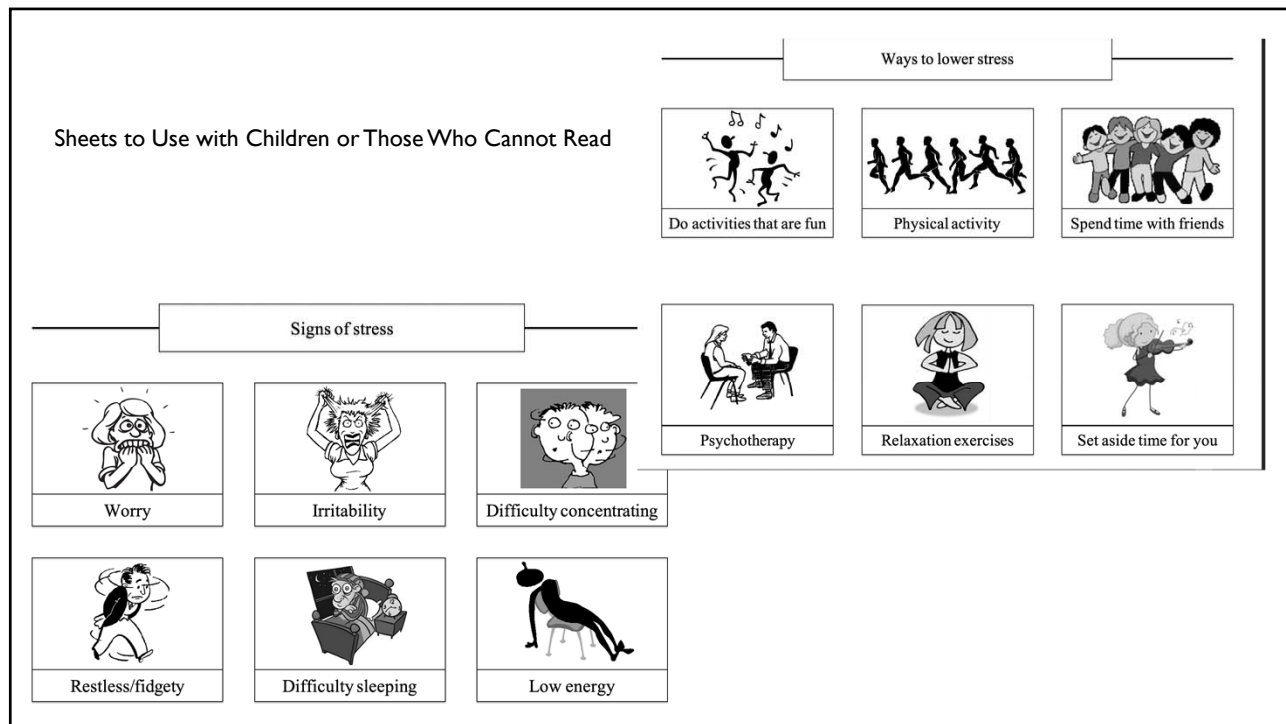 Sheets to Use with Children or Those Who Cannot Read
Ways to lower stress
Do activities that are fun
Physical activity
Spend time with friends
Psychotherapy
Relaxation exercises
Set aside time for you
Signs of stress
Worry
Irritability
Difficulty concentrating
Restless/fidgety
Difficulty sleeping
Low energy